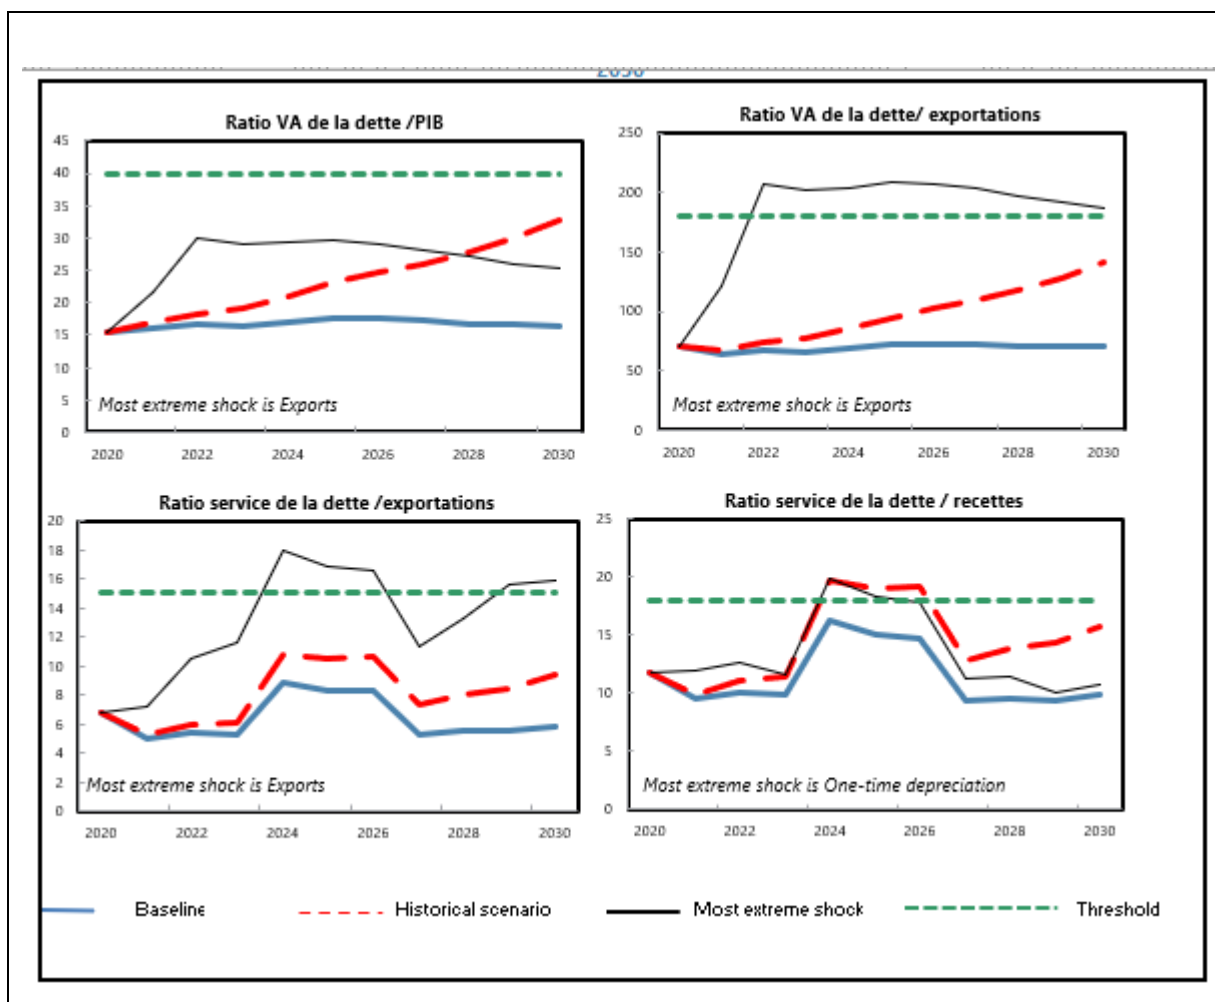 2030
Ratio VA de la dette /PIB
45
40
35
30
25
20
15
10
5
0
Most extreme shock is Exports
2020 2022 2024 2026 2028 2030
Ratio VA de la dette/ exportations
250
200
150
100
50
0
Most extreme shock is Exports
2020 2022 2024 2026 2028 2030
Ratio service de la dette /exportations
20
18
16
14
12
10
8
6
4
2
0
Most extreme shock is Exports
2020 2022 2024 2026 2028 2030
Ratio service de la dette / recettes
25
20
15
10
5
0
Most extreme shock is One-time depreciation
2020 2022 2024 2026 2028 2030
Baseline Historical scenario Most extreme shock Threshold